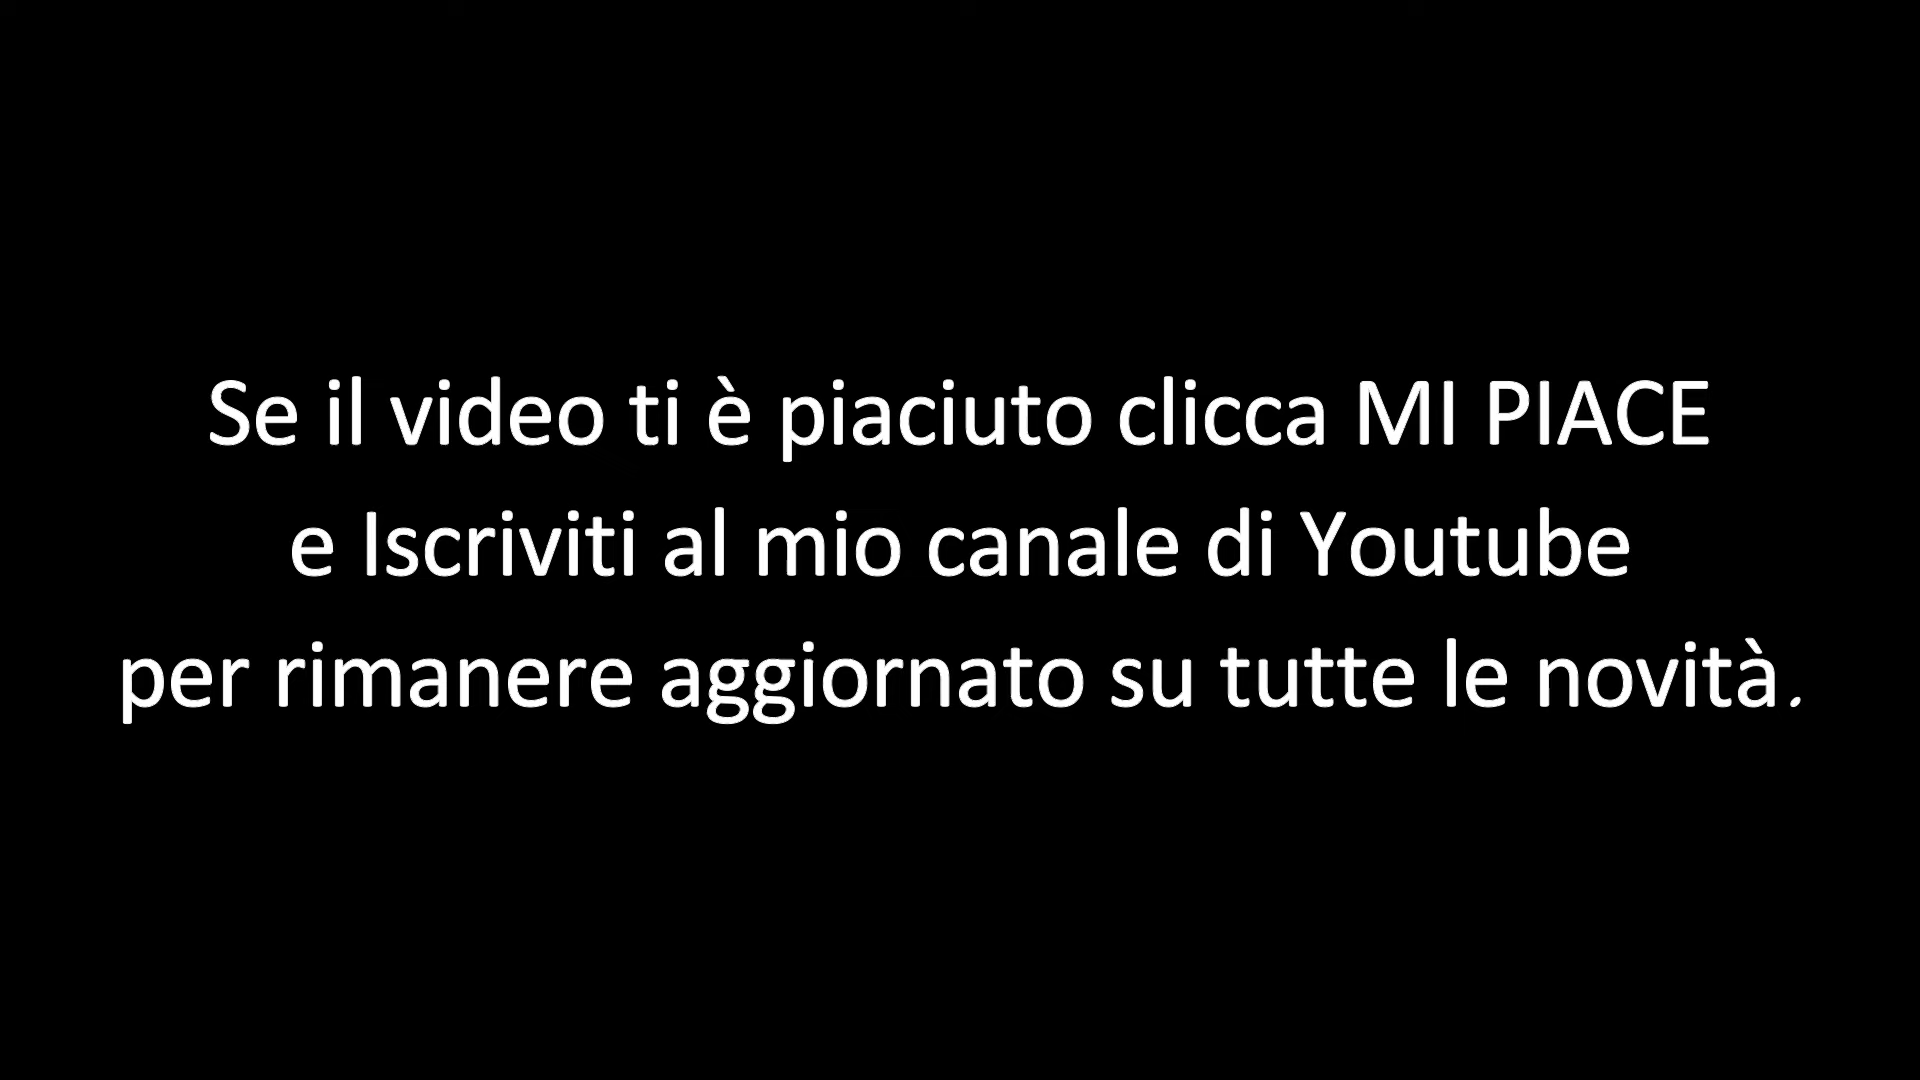 Se il video ti è piaciuto clicca MI PIACE
e Iscriviti al mio canale di Youtube
per rimanere aggiornato su tutte le novità.